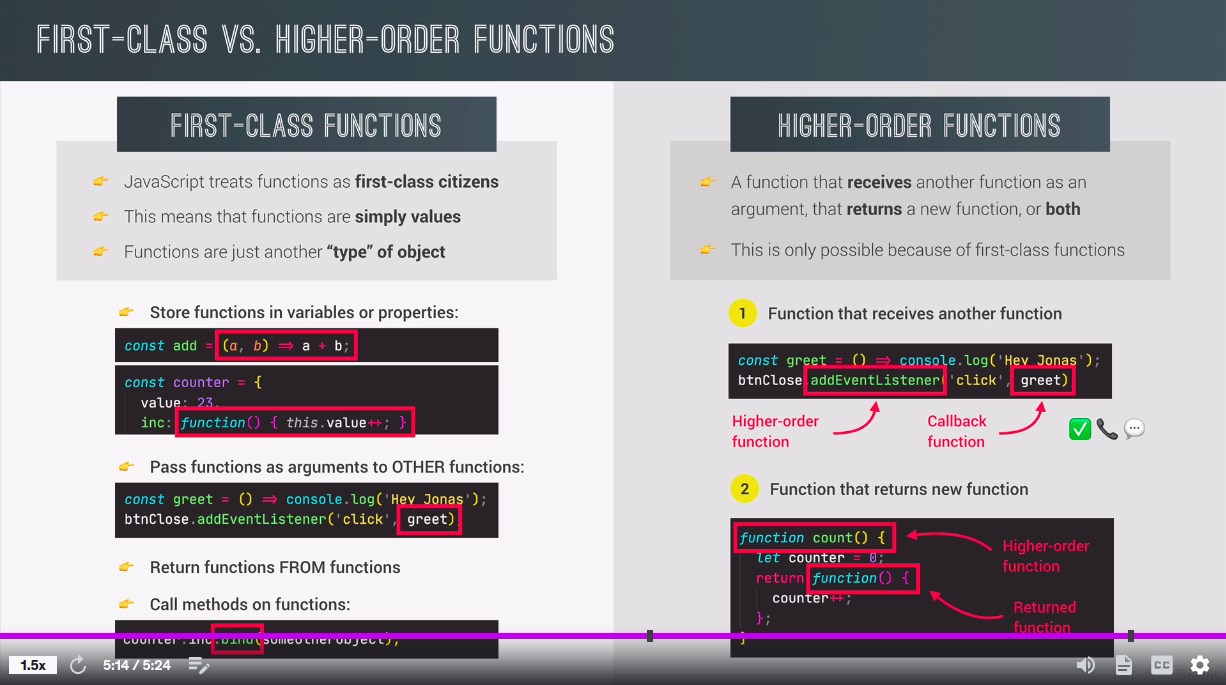 FIRST-CLASS VS. HIGHER-ORDER FUNCTIONS
FIRST-CLASS FUNCTIONS
JavaScript treats functions as first-class citizens
This means that functions are simply values
Functions are just another “type” of object
Store functions in variables or properties:
const add = (a, b) => a + b;
const counter = {
value: 23,
inc: function() { this.value++; }
Pass functions as arguments to OTHER functions:
const greet = () => console.log('Hey Jonas');
btnClose.addEventListener('click', greet)
Return functions FROM functions
Call methods on functions:
counter.inc.bind(someOtherObject);
HIGHER-ORDER FUNCTIONS
A function that receives another function as an
argument, that returns a new function, or both
This is only possible because of first-class functions
1 Function that receives another function
const greet = () => console.log('Hey Jonas');
btnClose.addEventListener('click', greet)
Higher-order
function
Callback
function
2 Function that returns new function
function count() {
let counter = 0;
return function() {
counter++;
};
}
Higher-order
function
Returned
function
1.5x
5:14 / 5:24
CC